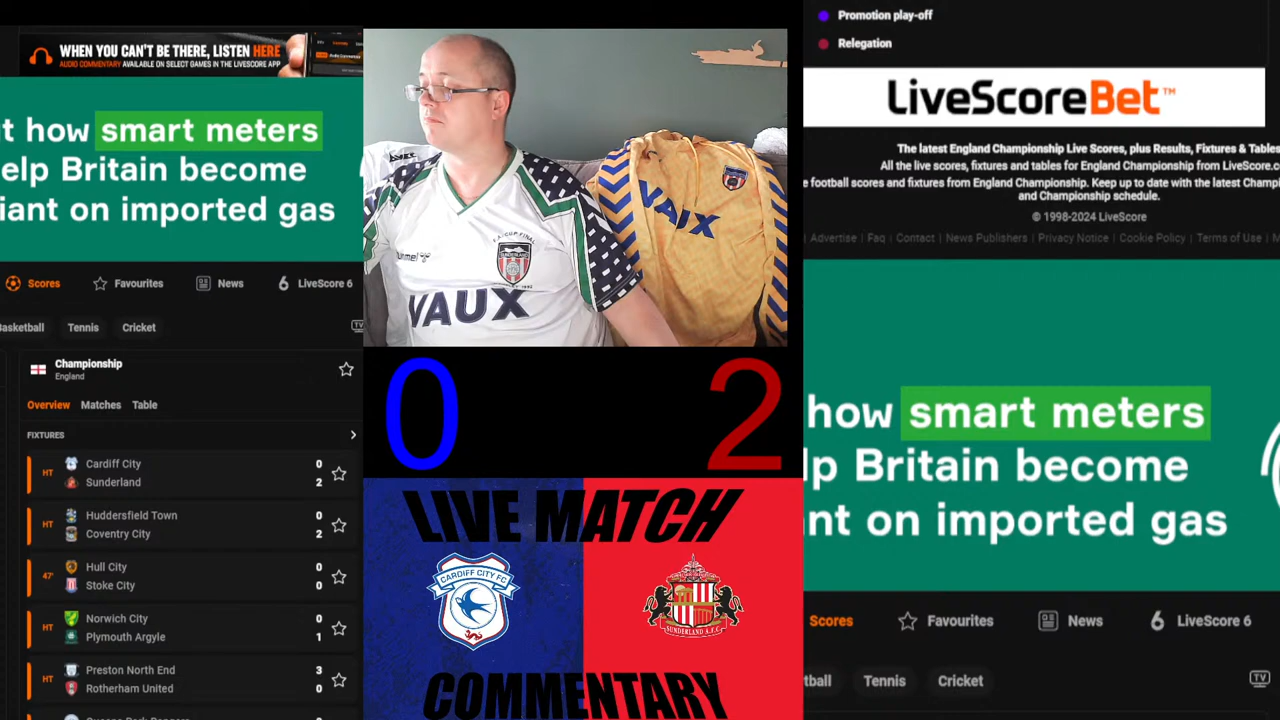 WHEN YOU CAN'T BE THERE, LISTEN HERE
AUDIO COMMENTARY AVAILABLE ON SELECT GAMES IN THE LIVESCORE APP
t how smart meters
elp Britain become
iant on imported gas
Scores
Favourites
News
6 LiveScore 6
Basketball
Tennis
Cricket
TV
Championship
England
Overview
Matches
Table
FIXTURES
HT
Cardiff City 0
Sunderland 2
HT
Huddersfield Town 0
Coventry City 2
47'
Hull City 0
Stoke City 0
HT
Norwich City 0
Plymouth Argyle 1
HT
Preston North End 3
Rotherham United 0
F.A. CUP FINAL
hummel
SUNDERLAND
1992
VAUX
VAUX
0 2
LIVE MATCH
CARDIFF CITY FC
SUNDERLAND A.F.C
COMMENTARY
Promotion play-off
Relegation
LiveScoreBet™
The latest England Championship Live Scores, plus Results, Fixtures & Tables
All the live scores, fixtures and tables for England Championship from LiveScore.c
e football scores and fixtures from England Championship. Keep up to date with the latest Champi
and Championship schedule.
© 1998-2024 LiveScore
Advertise | Faq | Contact | News Publishers | Privacy Notice | Cookie Policy | Terms of Use | M
how smart meters
lp Britain become
nt on imported gas
Scores
Favourites
News
6 LiveScore 6
tball
Tennis
Cricket
TV